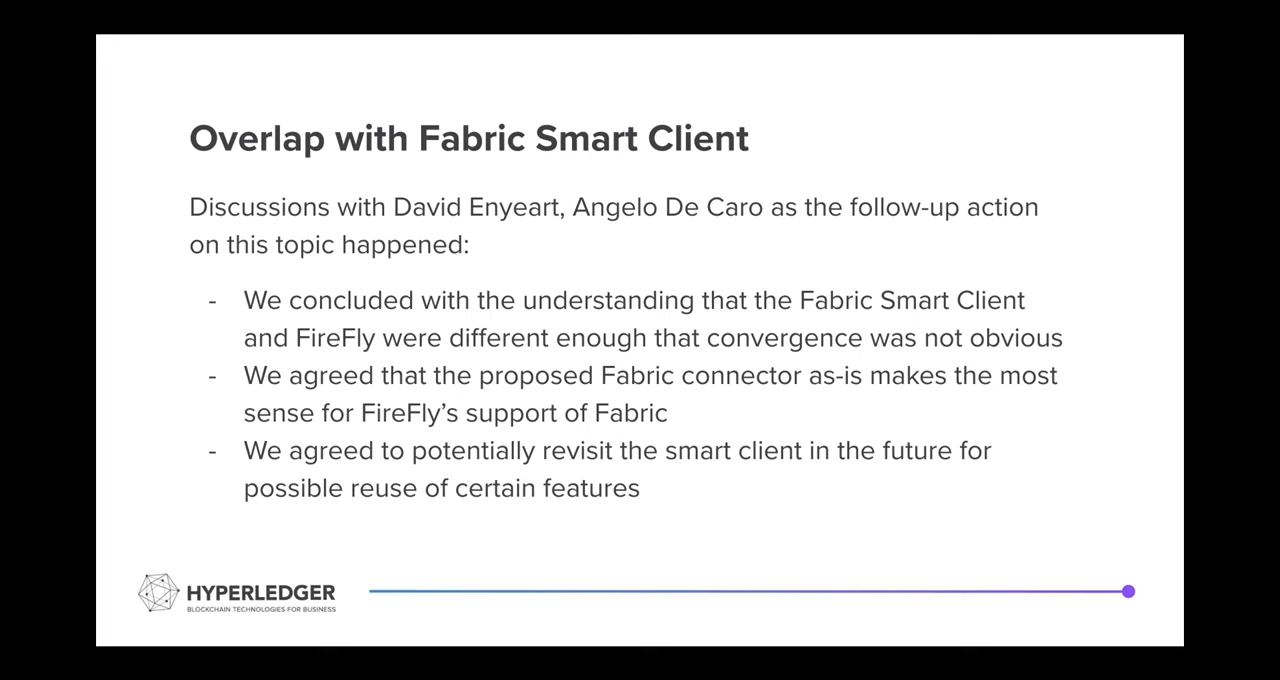 Overlap with Fabric Smart Client
Discussions with David Enyeart, Angelo De Caro as the follow-up action
on this topic happened:
- We concluded with the understanding that the Fabric Smart Client
and FireFly were different enough that convergence was not obvious
- We agreed that the proposed Fabric connector as-is makes the most
sense for FireFly’s support of Fabric
- We agreed to potentially revisit the smart client in the future for
possible reuse of certain features
HYPERLEDGER
BLOCKCHAIN TECHNOLOGIES FOR BUSINESS